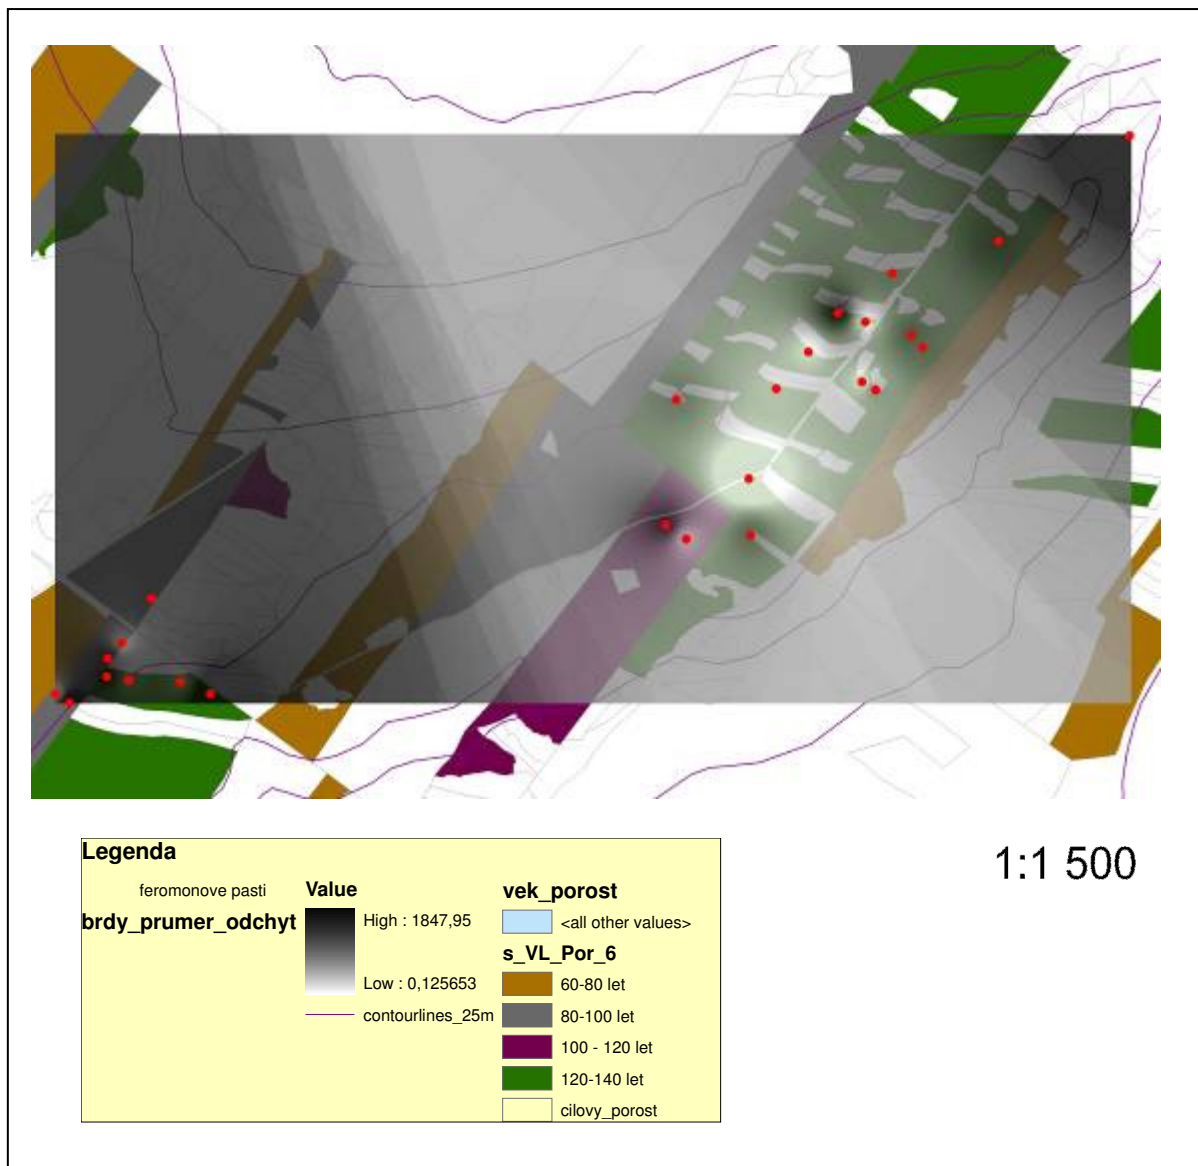 1:1 500
Legenda
feromonove pasti
brdy_prumer_odchyt
Value
High : 1847,95
Low : 0,125653
contourlines_25m
vek_porost
<all other values>
s_VL_Por_6
60-80 let
80-100 let
100 - 120 let
120-140 let
cilovy_porost